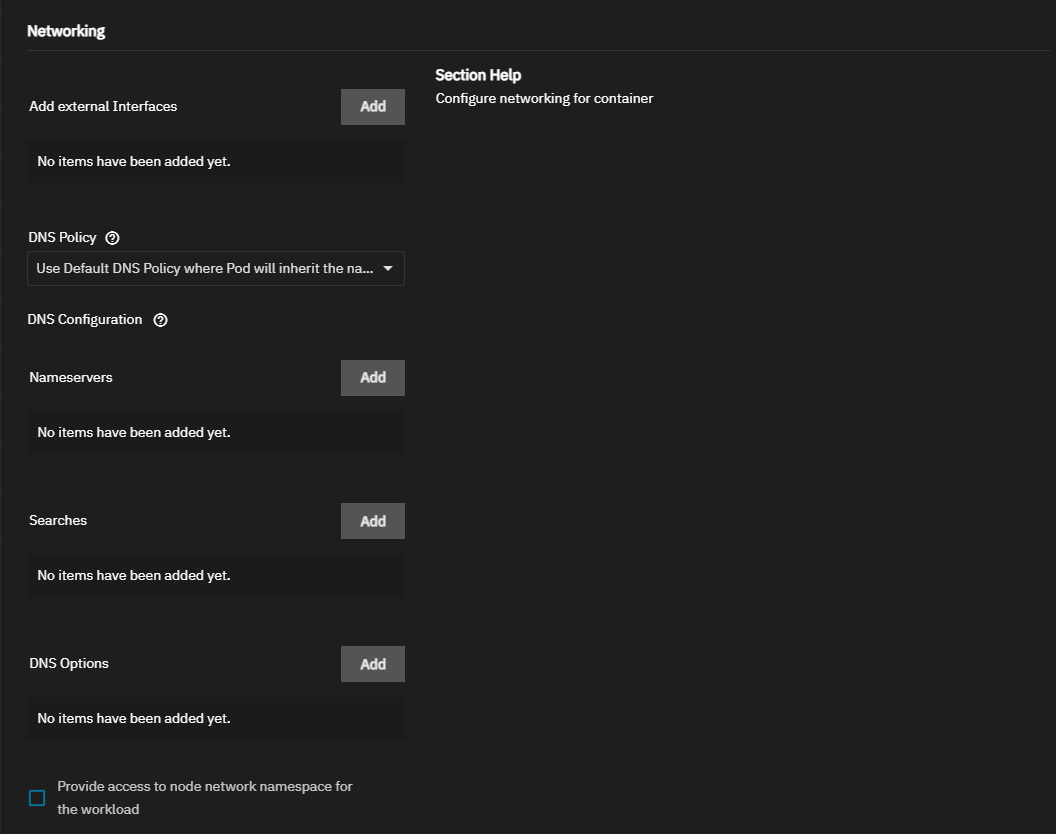 Networking
Section Help
Configure networking for container
Add external Interfaces
Add
No items have been added yet.
DNS Policy
Use Default DNS Policy where Pod will inherit the na...
DNS Configuration
Nameservers
Add
No items have been added yet.
Searches
Add
No items have been added yet.
DNS Options
Add
No items have been added yet.
Provide access to node network namespace for
the workload